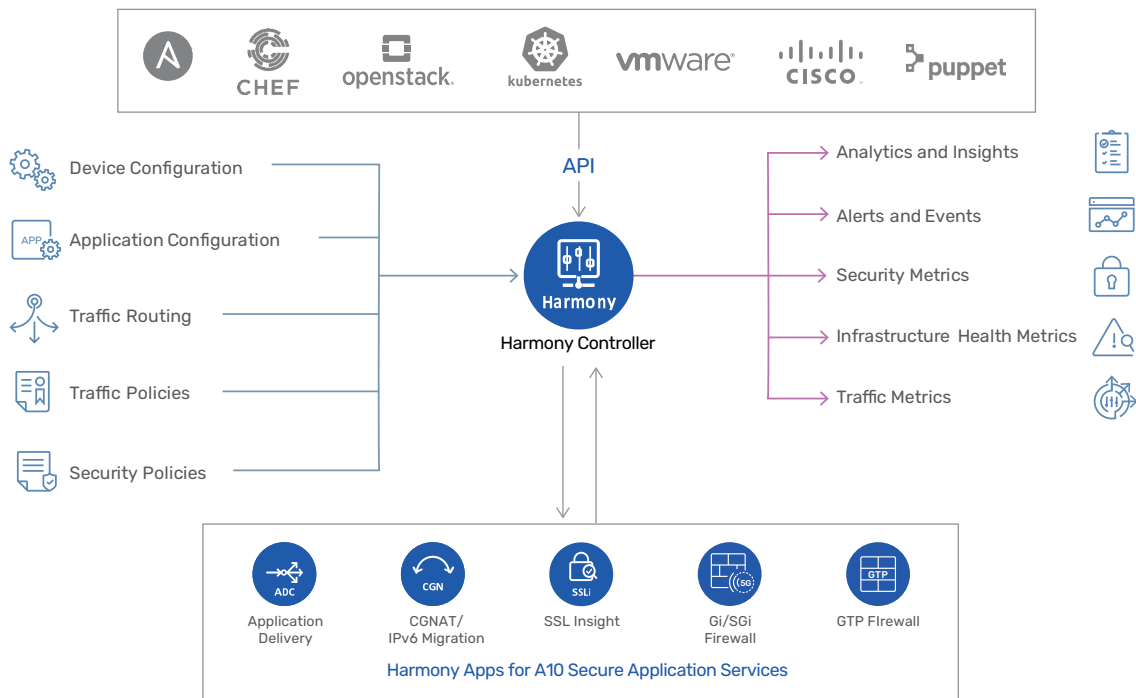 CHEF
openstack.
kubernetes
vmware®
CISCO
puppet
API
Device Configuration
APP
Application Configuration
Traffic Routing
Traffic Policies
Security Policies
Harmony
Harmony Controller
Analytics and Insights
Alerts and Events
Security Metrics
Infrastructure Health Metrics
Traffic Metrics
ADC
Application
Delivery
CGN
CGNAT/
IPv6 Migration
SSLi
SSL Insight
5G
Gi/SGi
Firewall
GTP
GTP FIrewall
Harmony Apps for A10 Secure Application Services